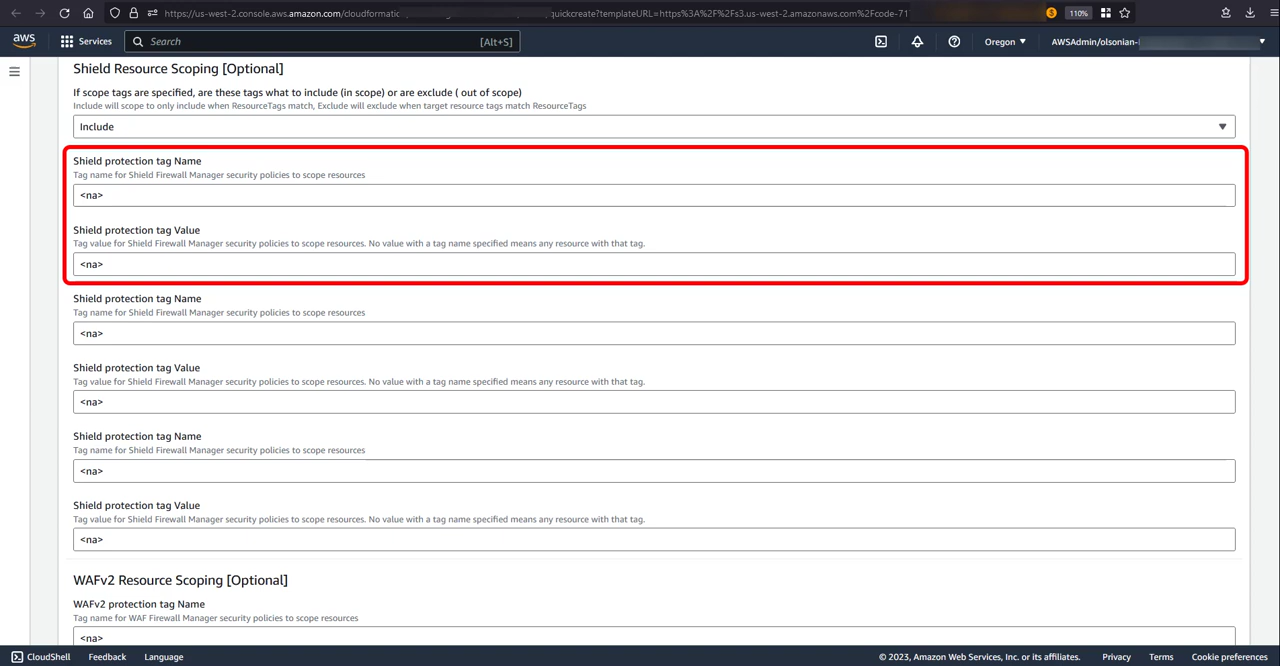 https://us-west-2.console.aws.amazon.com/cloudformatic
quickcreate?templateURL=https%3A%2F%2Fs3.us-west-2.amazonaws.com%2Fcode-71
110%
aws
Services
Search
[Alt+S]
Oregon
AWSAdmin/olsonian-
Shield Resource Scoping [Optional]
If scope tags are specified, are these tags what to include (in scope) or are exclude ( out of scope)
Include will scope to only include when ResourceTags match, Exclude will exclude when target resource tags match ResourceTags
Include
Shield protection tag Name
Tag name for Shield Firewall Manager security policies to scope resources
<na>
Shield protection tag Value
Tag value for Shield Firewall Manager security policies to scope resources. No value with a tag name specified means any resource with that tag.
<na>
Shield protection tag Name
Tag name for Shield Firewall Manager security policies to scope resources
<na>
Shield protection tag Value
Tag value for Shield Firewall Manager security policies to scope resources. No value with a tag name specified means any resource with that tag.
<na>
Shield protection tag Name
Tag name for Shield Firewall Manager security policies to scope resources
<na>
Shield protection tag Value
Tag value for Shield Firewall Manager security policies to scope resources. No value with a tag name specified means any resource with that tag.
<na>
WAFv2 Resource Scoping [Optional]
WAFv2 protection tag Name
Tag name for WAF Firewall Manager security policies to scope resources
<na>
CloudShell
Feedback
Language
© 2023, Amazon Web Services, Inc. or its affiliates.
Privacy
Terms
Cookie preferences